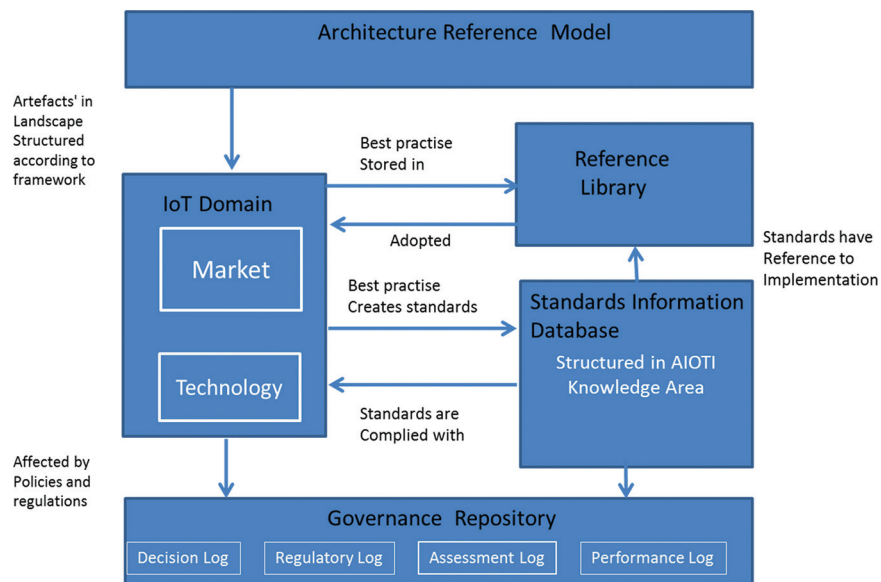 Architecture Reference Model
Artefacts' in
Landscape
Structured
according to
framework
Best practise
Stored in
Reference
Library
IoT Domain
Market
Adopted
Standards have
Reference to
Implementation
Best practise
Creates standards
Standards Information
Database
Structured in AIOTI
Knowledge Area
Technology
Standards are
Complied with
Affected by
Policies and
regulations
Governance Repository
Decision Log
Regulatory Log
Assessment Log
Performance Log